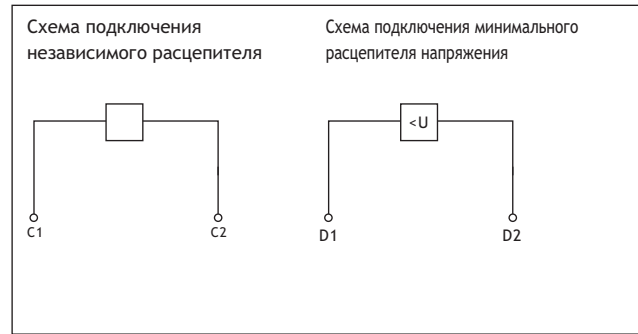 Схема подключения
независимого расцепителя
Схема подключения минимального
расцепителя напряжения
<U
C1
C2
D1
D2